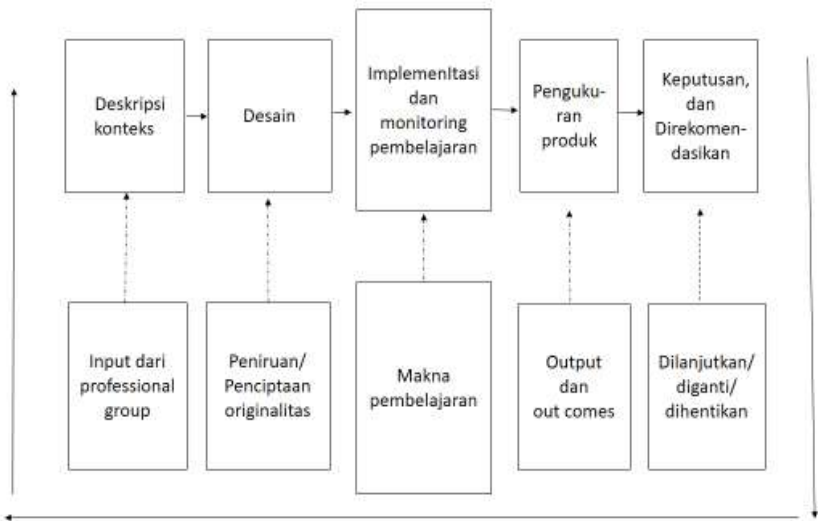 Deskripsi
konteks
Desain
Implemenltasi
dan
monitoring
pembelajaran
Penguku-
ran
produk
Keputusan,
dan
Direkomen-
dasikan
Input dari
professional
group
Peniruan/
Penciptaan
originalitas
Makna
pembelajaran
Output
dan
out comes
Dilanjutkan/
diganti/
dihentikan